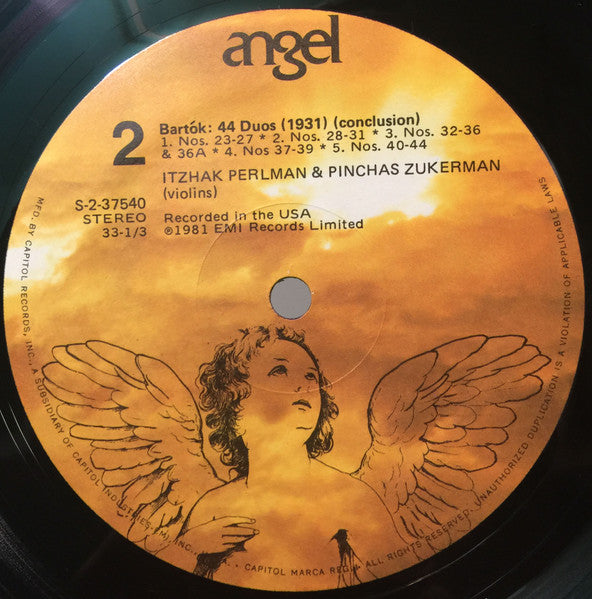 angel
2
Bartók: 44 Duos (1931) (conclusion)
1. Nos. 23-27 * 2. Nos. 28-31 * 3. Nos. 32-36
& 36A * 4. Nos 37-39 * 5. Nos. 40-44
ITZHAK PERLMAN & PINCHAS ZUKERMAN
(violins)
S-2-37540
STEREO
33-1/3
Recorded in the USA
℗1981 EMI Records Limited
MFD. BY CAPITOL RECORDS, INC., A SUBSIDIARY OF CAPITOL INDUSTRIES-EMI, INC., • CAPITOL MARCA REG. • ALL RIGHTS RESERVED. UNAUTHORIZED DUPLICATION IS A VIOLATION OF APPLICABLE LAWS